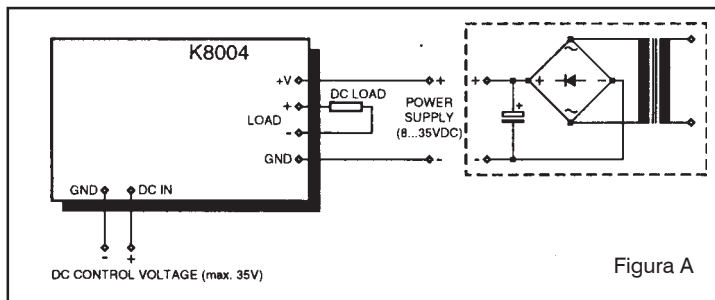 K8004
+V
+
DC LOAD
+
+
+
-
LOAD
+
POWER
SUPPLY
(8...35VDC)
~
~
-
GND
-
-
GND
DC IN
-
+
DC CONTROL VOLTAGE (max. 35V)
Figura A